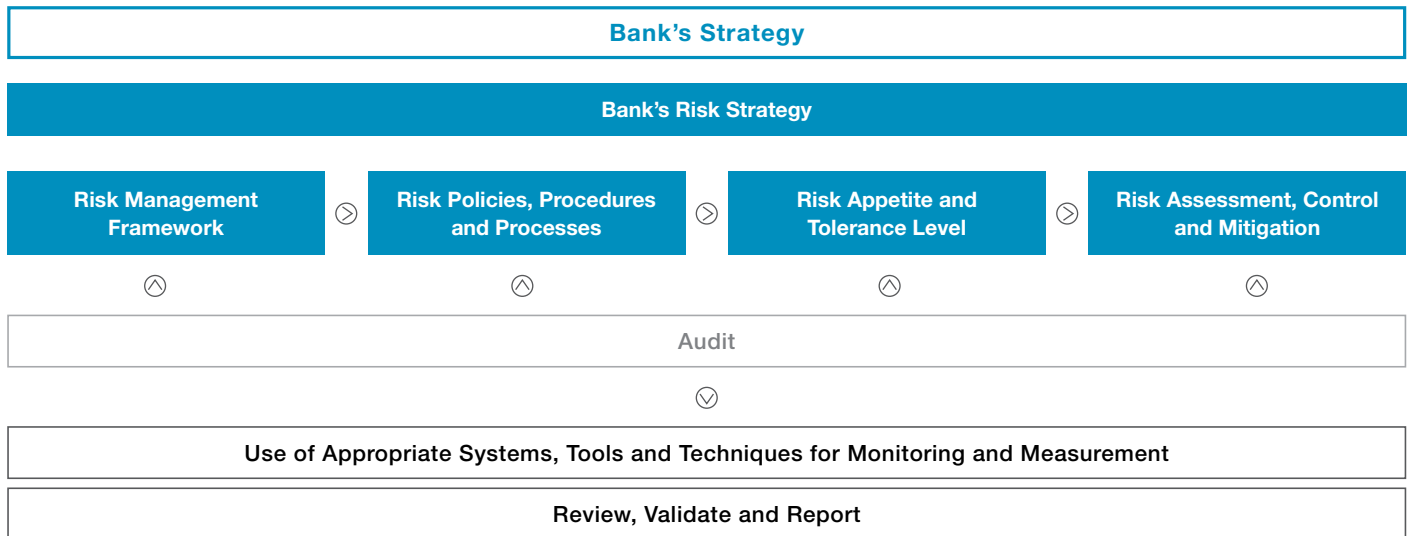 Bank’s Strategy
Bank’s Risk Strategy
Risk Management
Framework
Risk Policies, Procedures
and Processes
Risk Appetite and
Tolerance Level
Risk Assessment, Control
and Mitigation
Audit
Use of Appropriate Systems, Tools and Techniques for Monitoring and Measurement
Review, Validate and Report